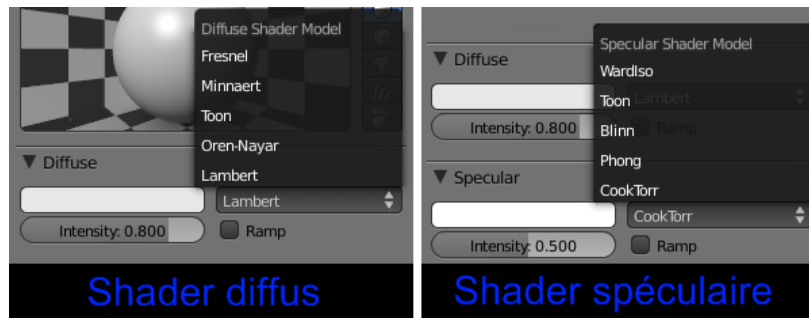 Diffuse Shader Model
Fresnel
Minnaert
Toon
Oren-Nayar
Lambert
Diffuse
Lambert
Intensity: 0.800
Ramp
Shader diffus
Specular Shader Model
WardIso
Toon
Blinn
Phong
CookTorr
Diffuse
Lambert
Intensity: 0.800
Ramp
Specular
CookTorr
Intensity: 0.500
Ramp
Shader spéculaire